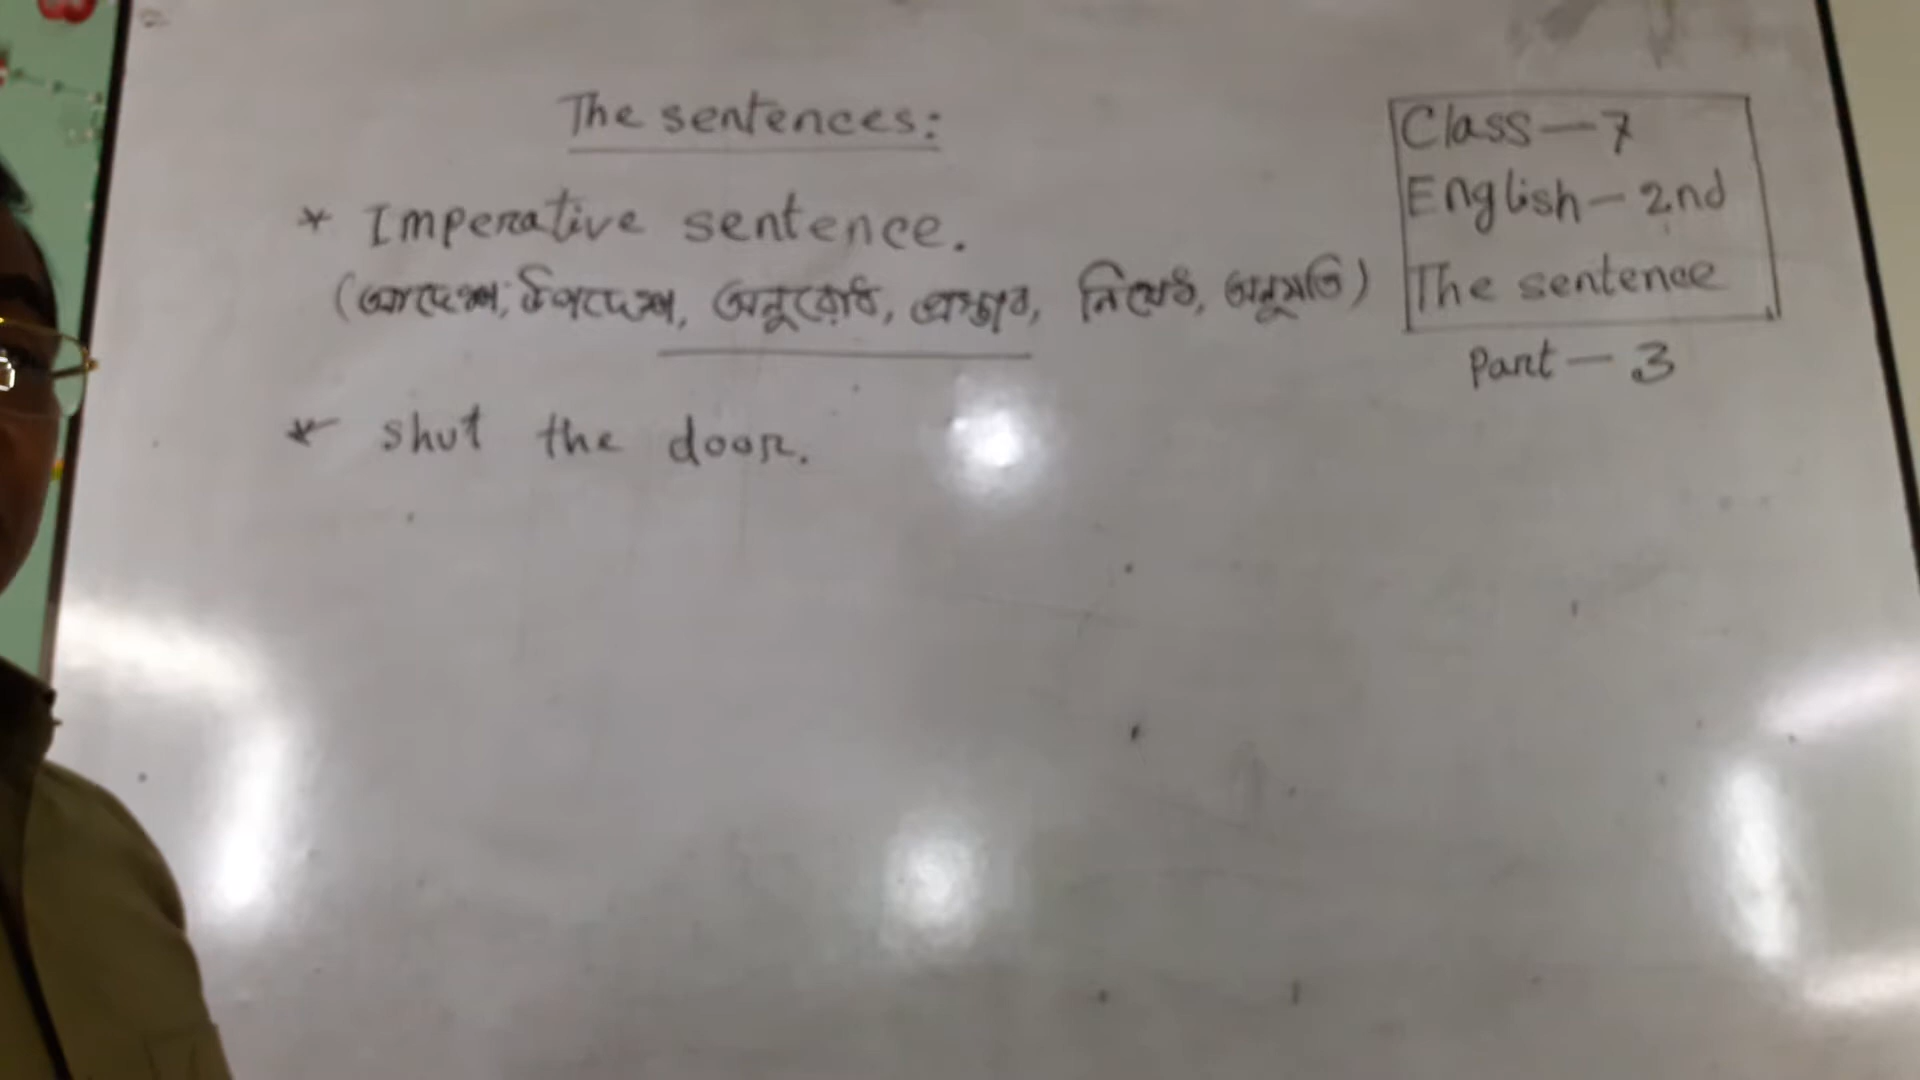 The sentences:
* Imperative sentence.
(আদেশ, উপদেশ, অনুরোধ, প্রস্তাব, নিষেধ, অনুমতি)
* shut the door.
Class-7
English-2nd
The sentence
Part-3